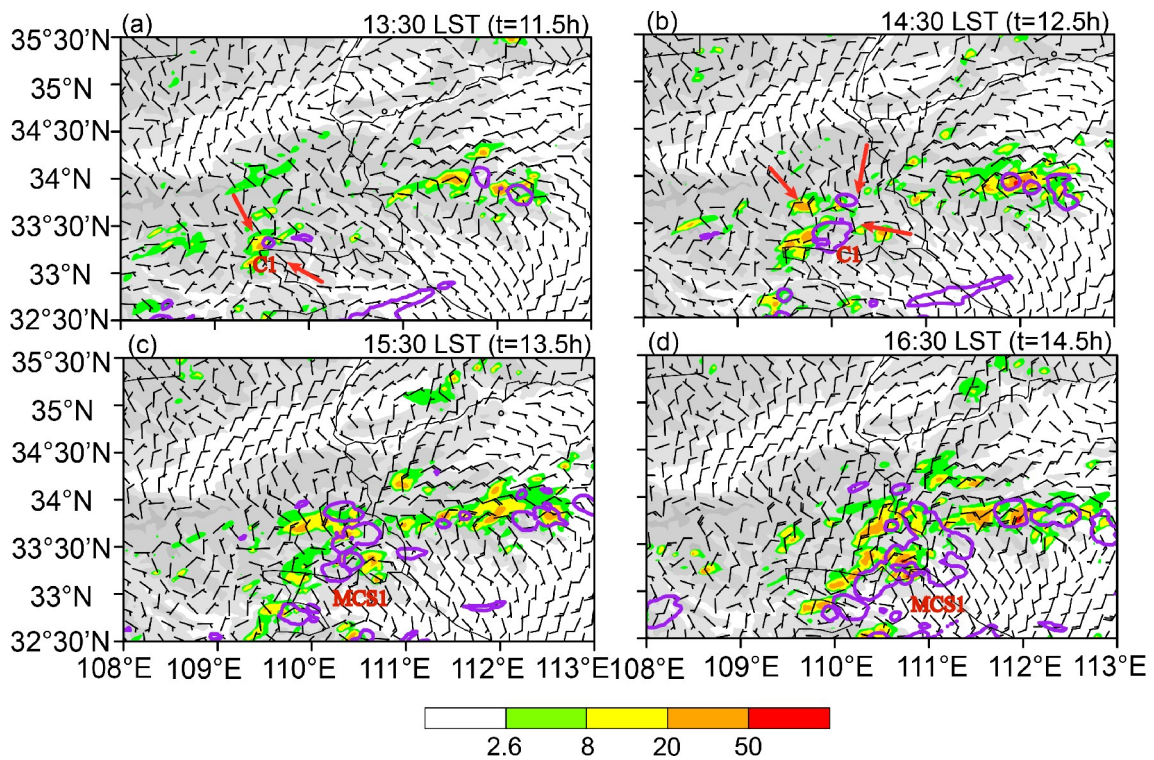 (a) 13:30 LST (t=11.5h)
(b) 14:30 LST (t=12.5h)
35°30'N
35°N
34°30'N
34°N
33°30'N
33°N
32°30'N
C1
C1
(c) 15:30 LST (t=13.5h)
(d) 16:30 LST (t=14.5h)
35°30'N
35°N
34°30'N
34°N
33°30'N
33°N
32°30'N
MCS1
MCS1
108°E 109°E 110°E 111°E 112°E 113°E
108°E 109°E 110°E 111°E 112°E 113°E
2.6 8 20 50